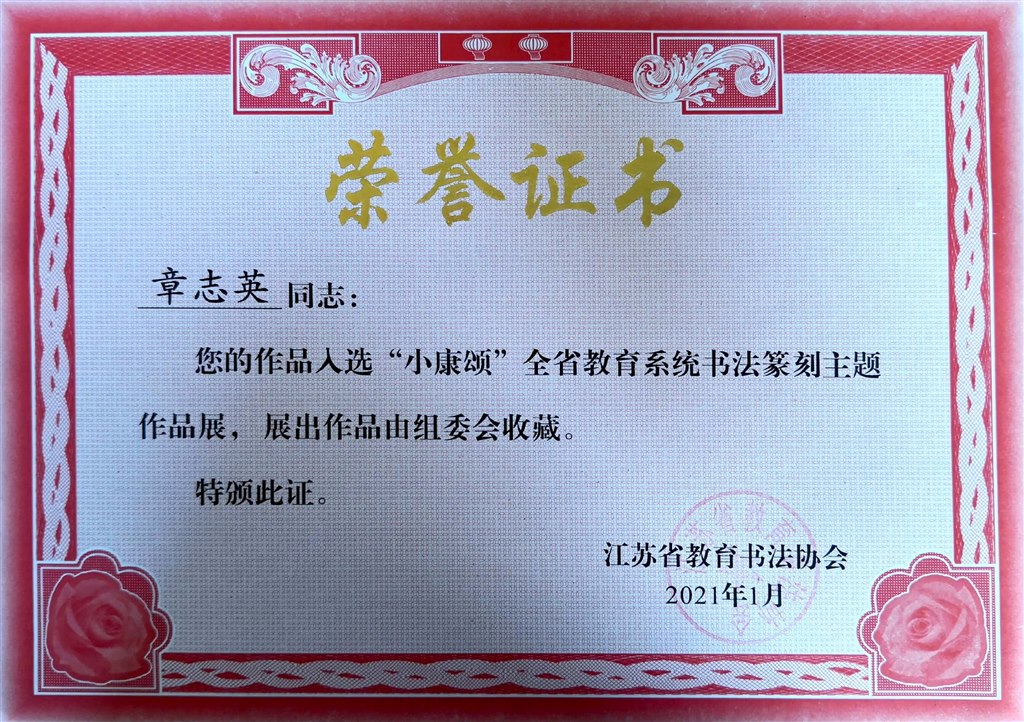 荣誉证书
章志英同志：
您的作品入选“小康颂”全省教育系统书法篆刻主题
作品展，展出作品由组委会收藏。
特颁此证。
江苏省教育书法协会
2021年1月